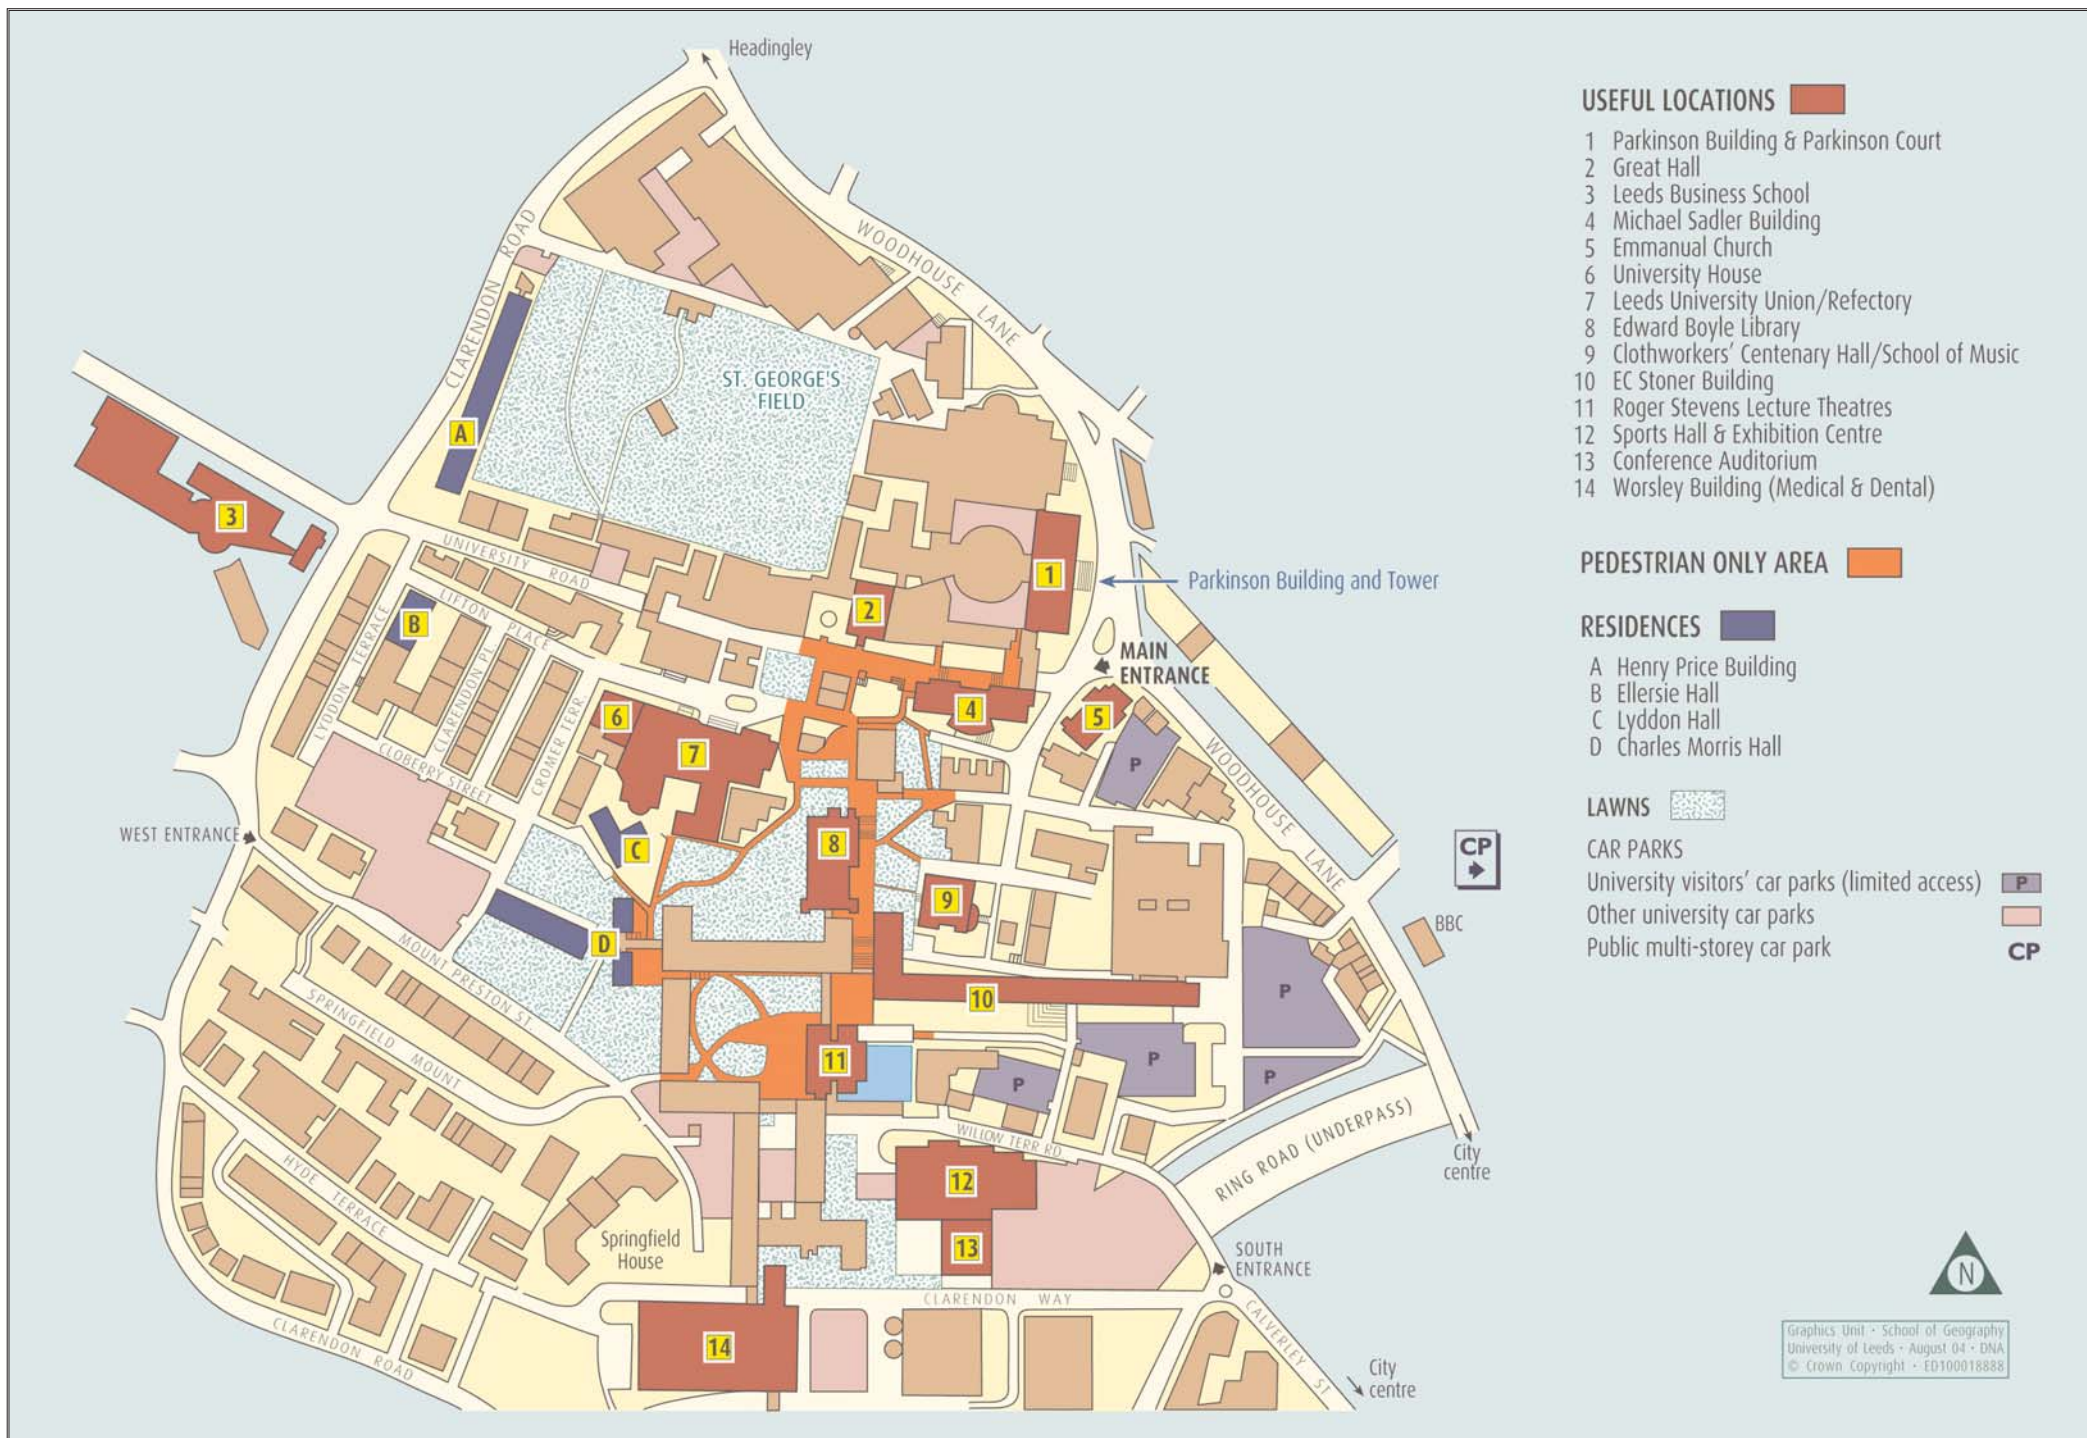 Headingley
WOODHOUSE LANE
CLARENDON ROAD
ST. GEORGE'S
FIELD
A
3
1
Parkinson Building and Tower
UNIVERSITY ROAD
2
B
LIFTON PLACE
LYDDON TERRACE
CLARENDON PL.
MAIN
ENTRANCE
4
5
6
7
CROMER TERR.
CLOBERRY STREET
P
WOODHOUSE LANE
WEST ENTRANCE
8
C
CP
9
BBC
D
MOUNT PRESTON ST.
10
P
SPRINGFIELD MOUNT
11
P
P
P
WILLOW TERR RD
RING ROAD (UNDERPASS)
City
centre
HYDE TERRACE
12
Springfield
House
13
SOUTH
ENTRANCE
CLARENDON WAY
CALVERLEY ST.
CLARENDON ROAD
14
City
centre
USEFUL LOCATIONS
1 Parkinson Building & Parkinson Court
2 Great Hall
3 Leeds Business School
4 Michael Sadler Building
5 Emmanual Church
6 University House
7 Leeds University Union/Refectory
8 Edward Boyle Library
9 Clothworkers' Centenary Hall/School of Music
10 EC Stoner Building
11 Roger Stevens Lecture Theatres
12 Sports Hall & Exhibition Centre
13 Conference Auditorium
14 Worsley Building (Medical & Dental)
PEDESTRIAN ONLY AREA
RESIDENCES
A Henry Price Building
B Ellersie Hall
C Lyddon Hall
D Charles Morris Hall
LAWNS
CAR PARKS
University visitors' car parks (limited access) P
Other university car parks
Public multi-storey car park CP
N
Graphics Unit · School of Geography
University of Leeds · August 04 · DNA
© Crown Copyright · ED100018888